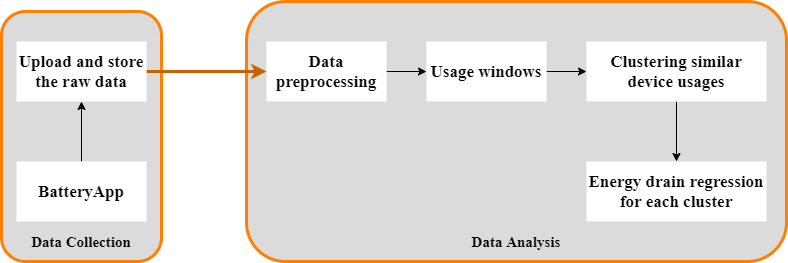 Upload and store
the raw data
BatteryApp
Data Collection
Data
preprocessing
Usage windows
Clustering similar
device usages
Energy drain regression
for each cluster
Data Analysis